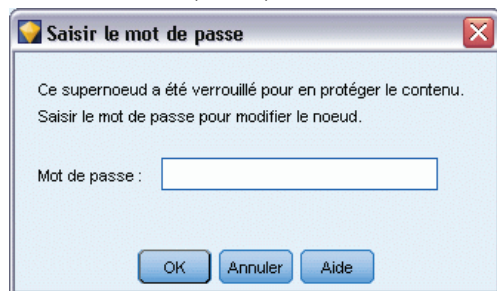 Saisir le mot de passe
Ce supernoeud a été verrouillé pour en protéger le contenu.
Saisir le mot de passe pour modifier le noeud.
Mot de passe :
OK Annuler Aide